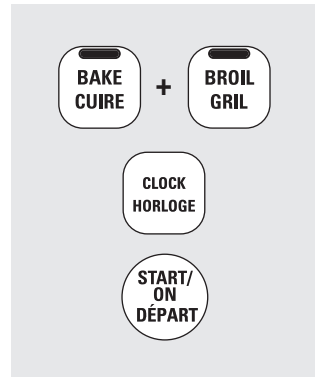 BAKE
CUIRE
+
BROIL
GRIL
CLOCK
HORLOGE
START/
ON
DÉPART